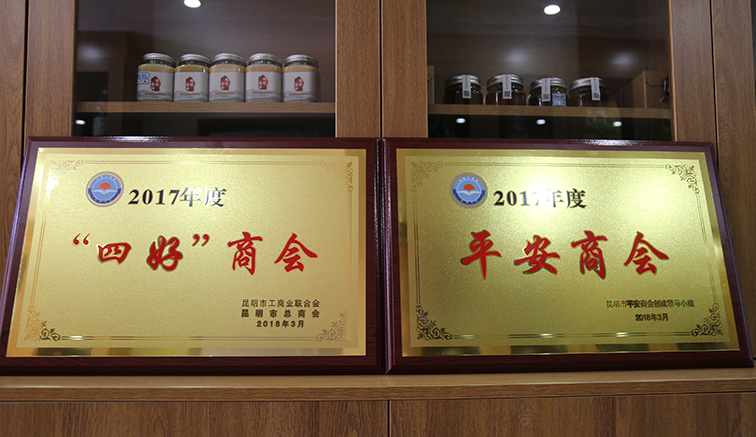 2017年度
“四好”商会
昆明市工商业联合会
昆明市总商会
2018年3月
2017年度
平安商会
昆明市平安商会创建领导小组
2018年3月